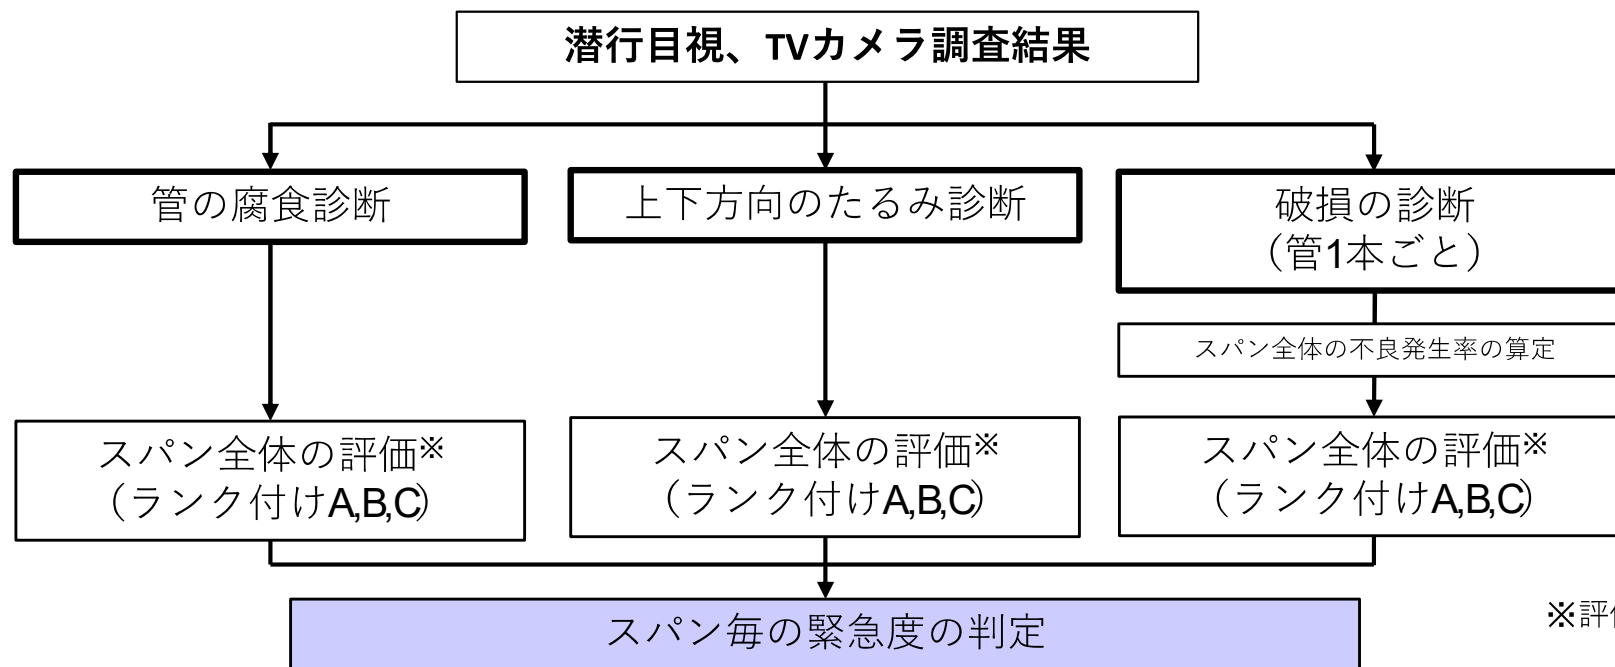 潜行目視、TVカメラ調査結果
管の腐食診断
上下方向のたるみ診断
破損の診断
（管1本ごと）
スパン全体の不良発生率の算定
スパン全体の評価※
（ランク付けA,B,C）
スパン全体の評価※
（ランク付けA,B,C）
スパン全体の評価※
（ランク付けA,B,C）
スパン毎の緊急度の判定
※評